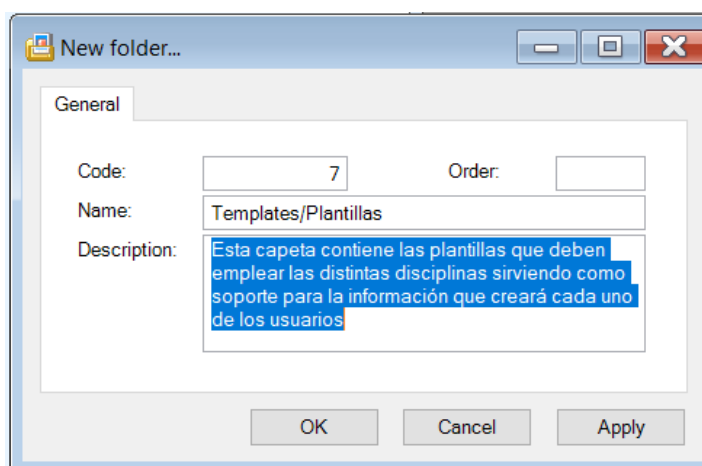 New folder...
General
Code: 7 Order:
Name: Templates/Plantillas
Description: Esta capeta contiene las plantillas que deben
emplear las distintas disciplinas sirviendo como
soporte para la información que creará cada uno
de los usuarios
OK Cancel Apply